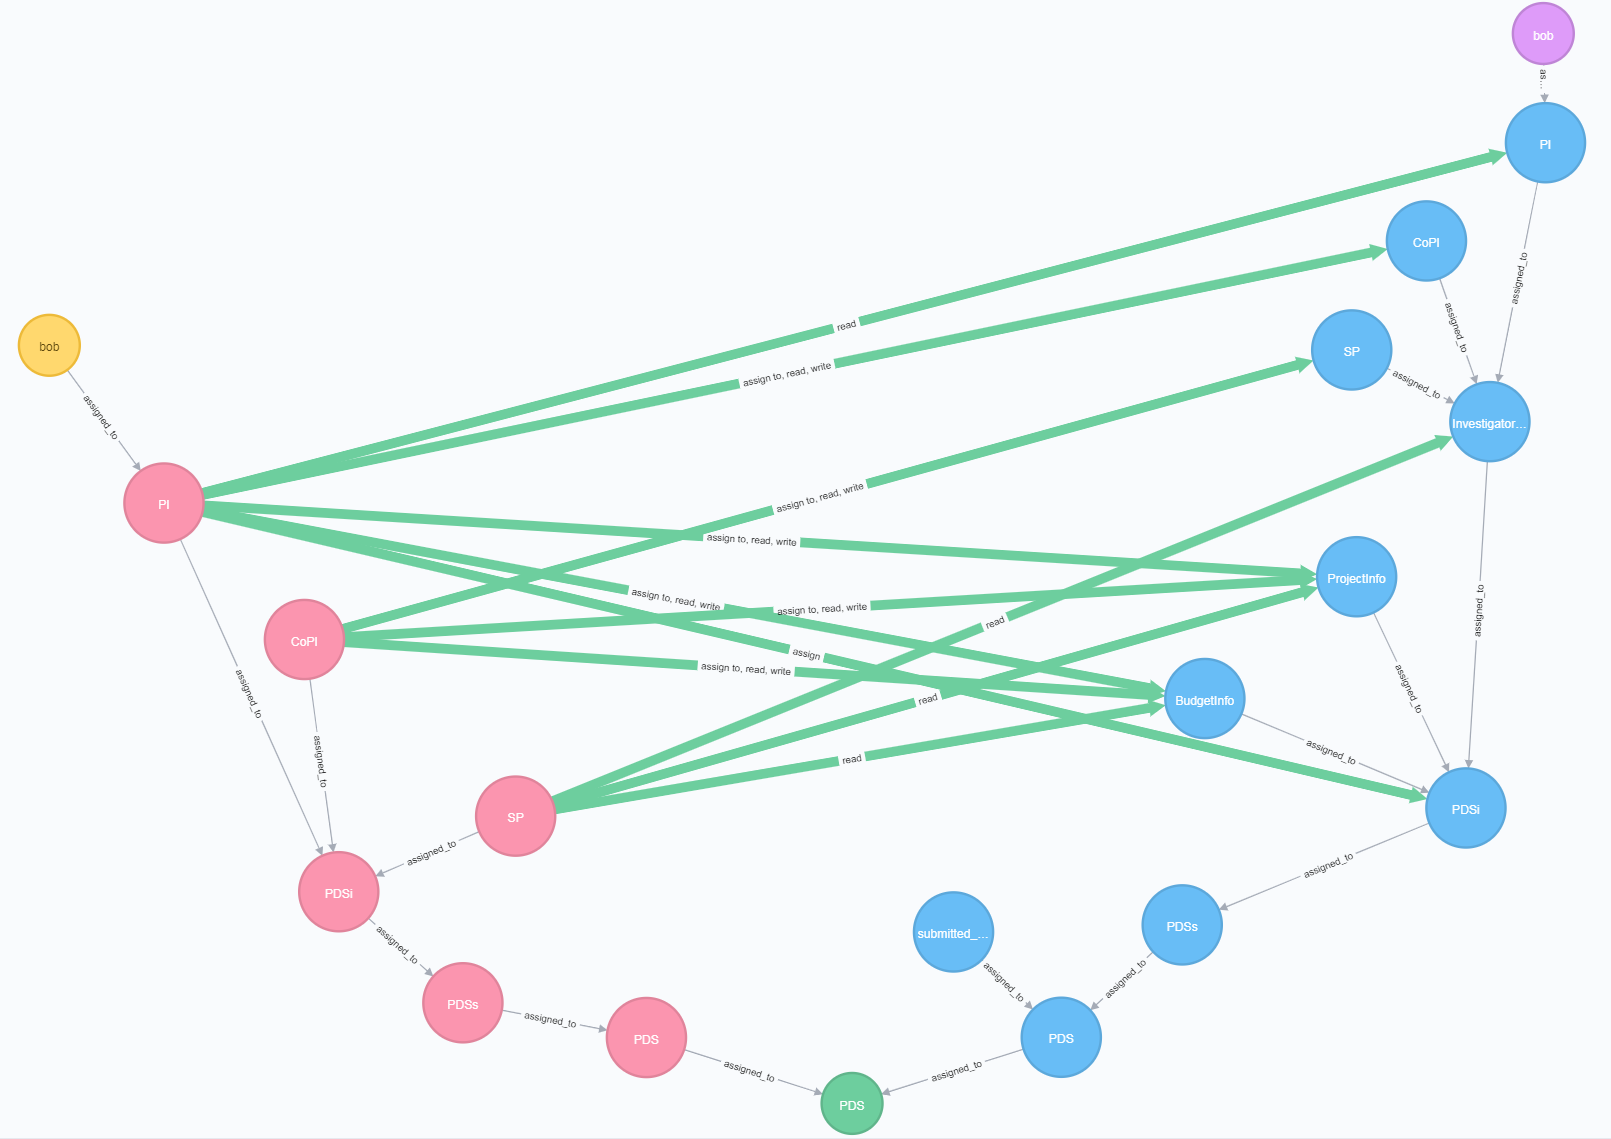 bob
as...
PI
assigned_to
CoPI
assigned_to
SP
assigned_to
Investigator...
read
assign to, read, write
bob
assigned_to
PI
assign to, read, write
assign to, read, write
assign to, read, write
assign to, read, write
assign
assign to, read, write
read
read
read
ProjectInfo
assigned_to
assigned_to
CoPI
BudgetInfo
assigned_to
assigned_to
assigned_to
SP
PDSi
assigned_to
assigned_to
PDSi
assigned_to
submitted_...
PDSs
assigned_to
assigned_to
PDSs
assigned_to
PDS
PDS
assigned_to
assigned_to
PDS